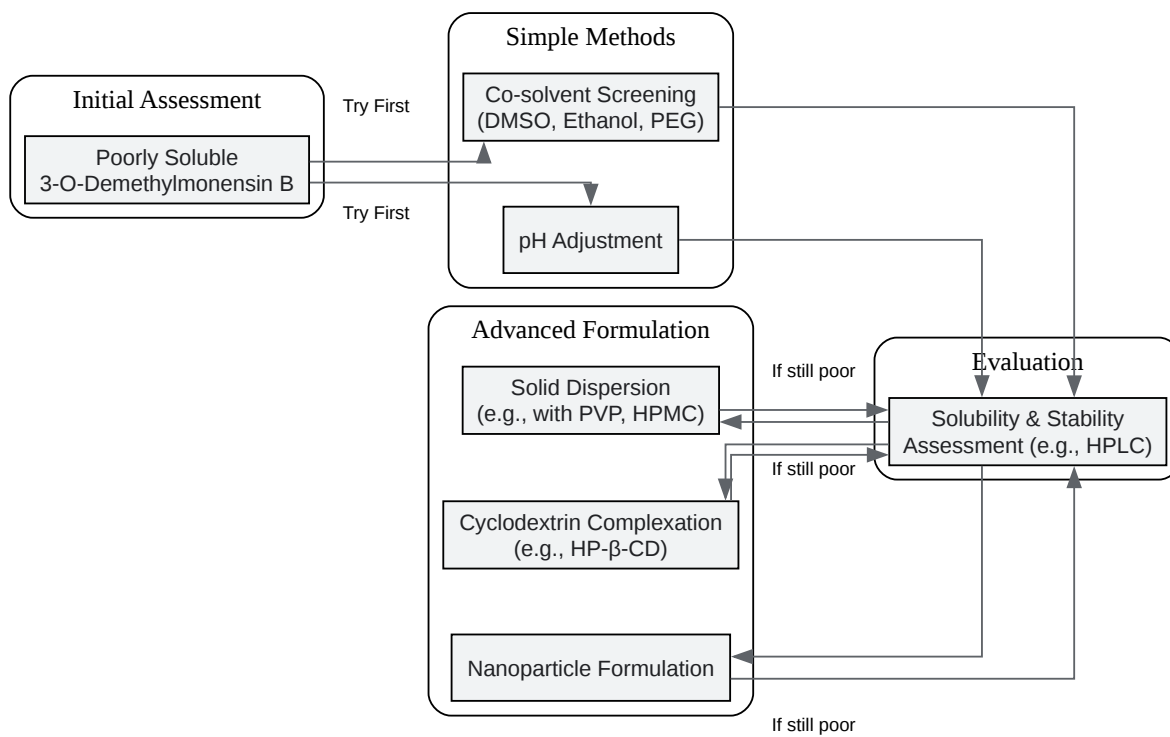 Simple Methods
Initial Assessment
Try First
Co-solvent Screening
(DMSO, Ethanol, PEG)
Poorly Soluble
3-O-Demethylmonensin B
Try First
pH Adjustment
Advanced Formulation
Evaluation
If still poor
Solid Dispersion
(e.g., with PVP, HPMC)
Solubility & Stability
Assessment (e.g., HPLC)
If still poor
Cyclodextrin Complexation
(e.g., HP-β-CD)
Nanoparticle Formulation
If still poor